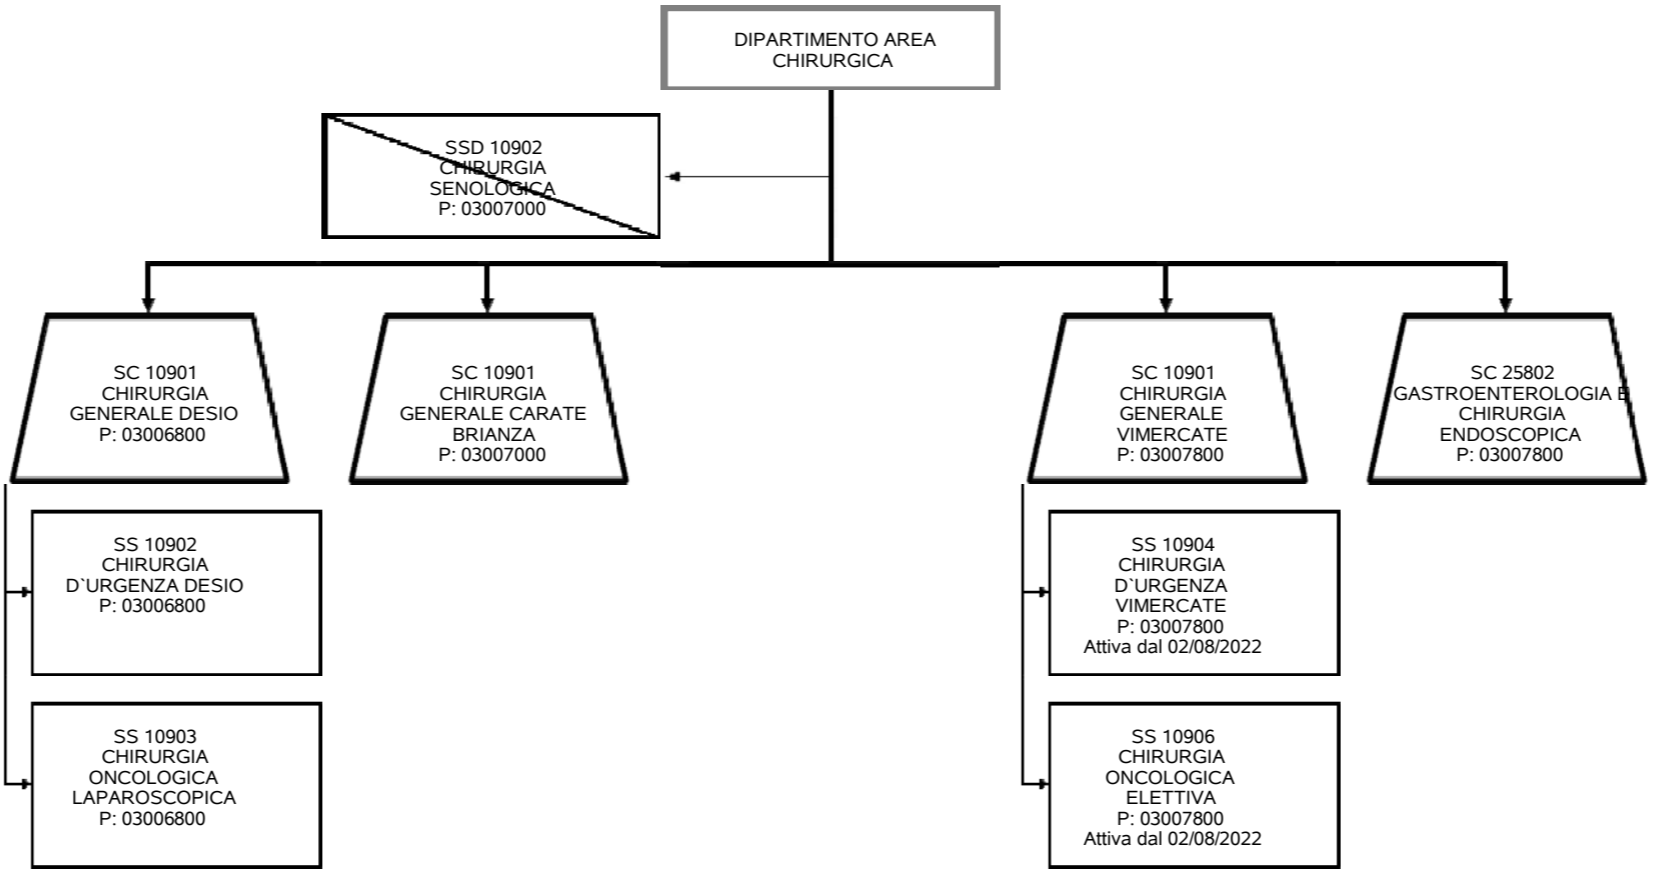 DIPARTIMENTO AREA
CHIRURGICA
SSD 10902
CHIRURGIA
SENOLOGICA
P: 03007000
SC 10901
CHIRURGIA
GENERALE DESIO
P: 03006800
SC 10901
CHIRURGIA
GENERALE CARATE
BRIANZA
P: 03007000
SC 10901
CHIRURGIA
GENERALE
VIMERCATE
P: 03007800
SC 25802
GASTROENTEROLOGIA E
CHIRURGIA
ENDOSCOPICA
P: 03007800
SS 10902
CHIRURGIA
D`URGENZA DESIO
P: 03006800
SS 10904
CHIRURGIA
D`URGENZA
VIMERCATE
P: 03007800
Attiva dal 02/08/2022
SS 10903
CHIRURGIA
ONCOLOGICA
LAPAROSCOPICA
P: 03006800
SS 10906
CHIRURGIA
ONCOLOGICA
ELETTIVA
P: 03007800
Attiva dal 02/08/2022